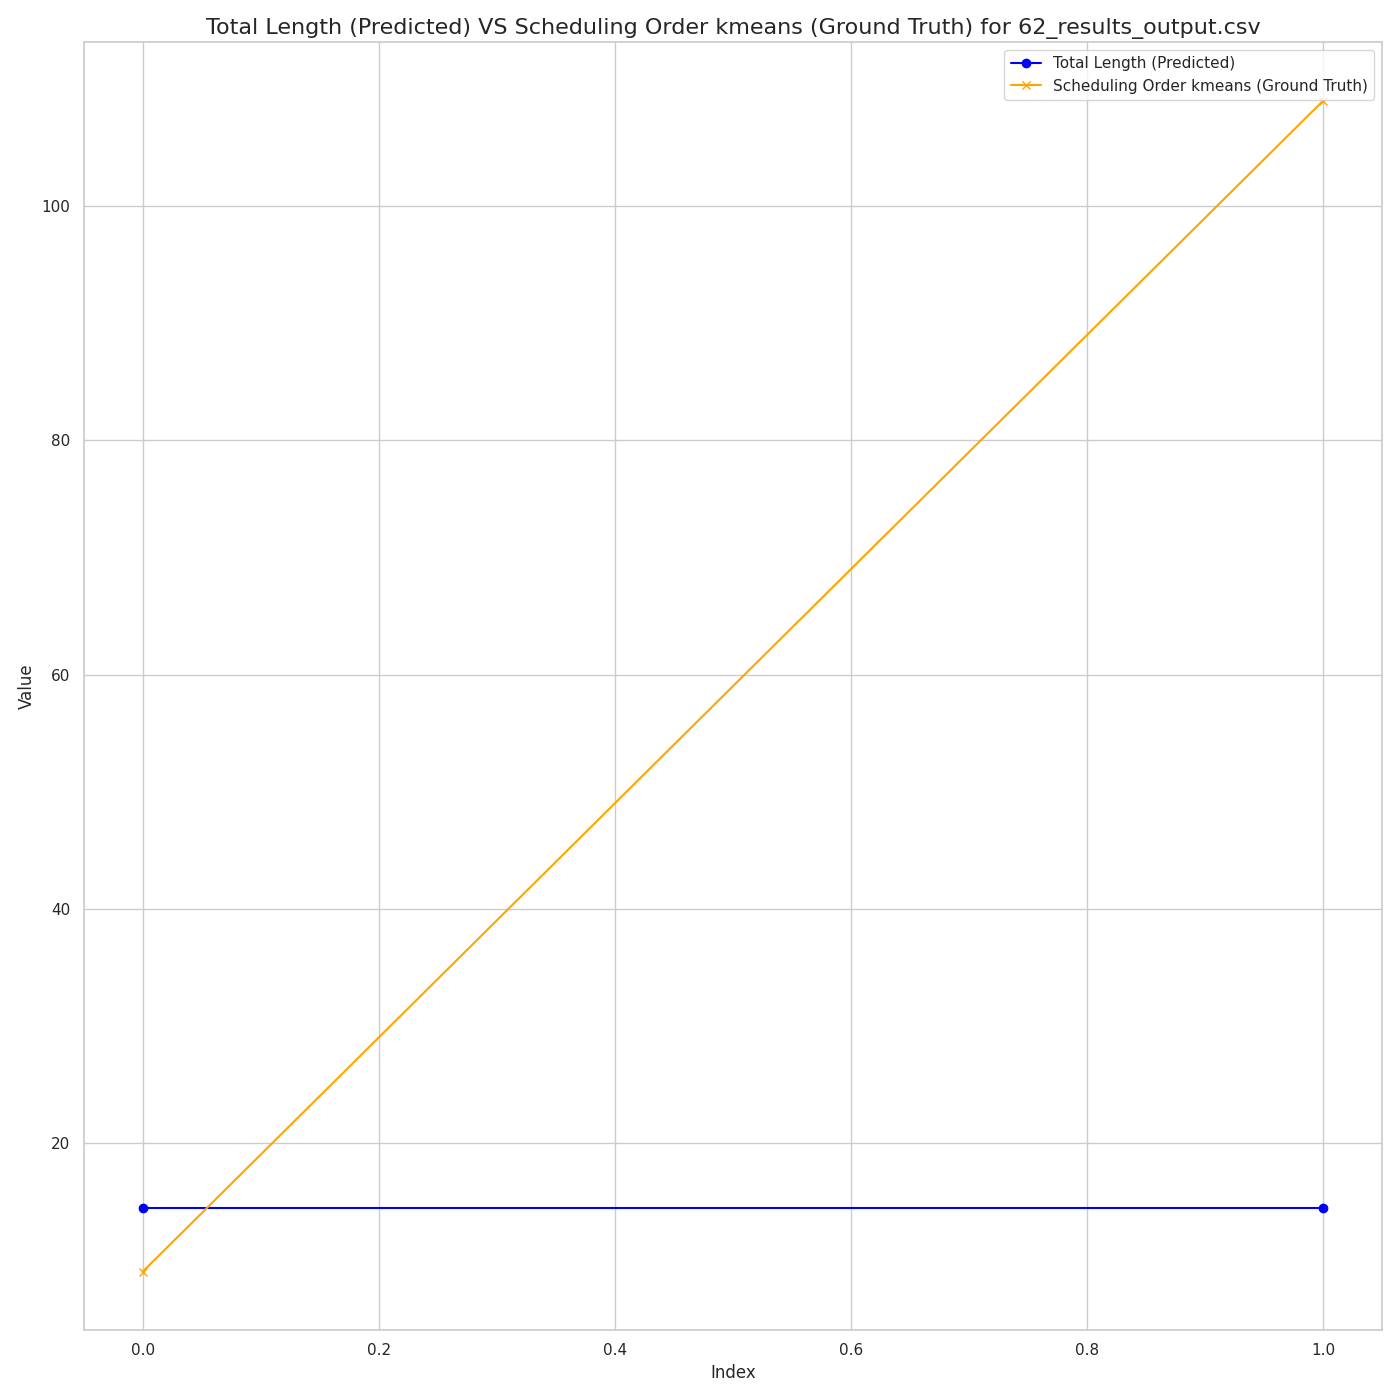 Total Length (Predicted) VS Scheduling Order kmeans (Ground Truth) for 62_results_output.csv
Total Length (Predicted)
Scheduling Order kmeans (Ground Truth)
Value
100
80
60
40
20
0.0 0.2 0.4 0.6 0.8 1.0
Index